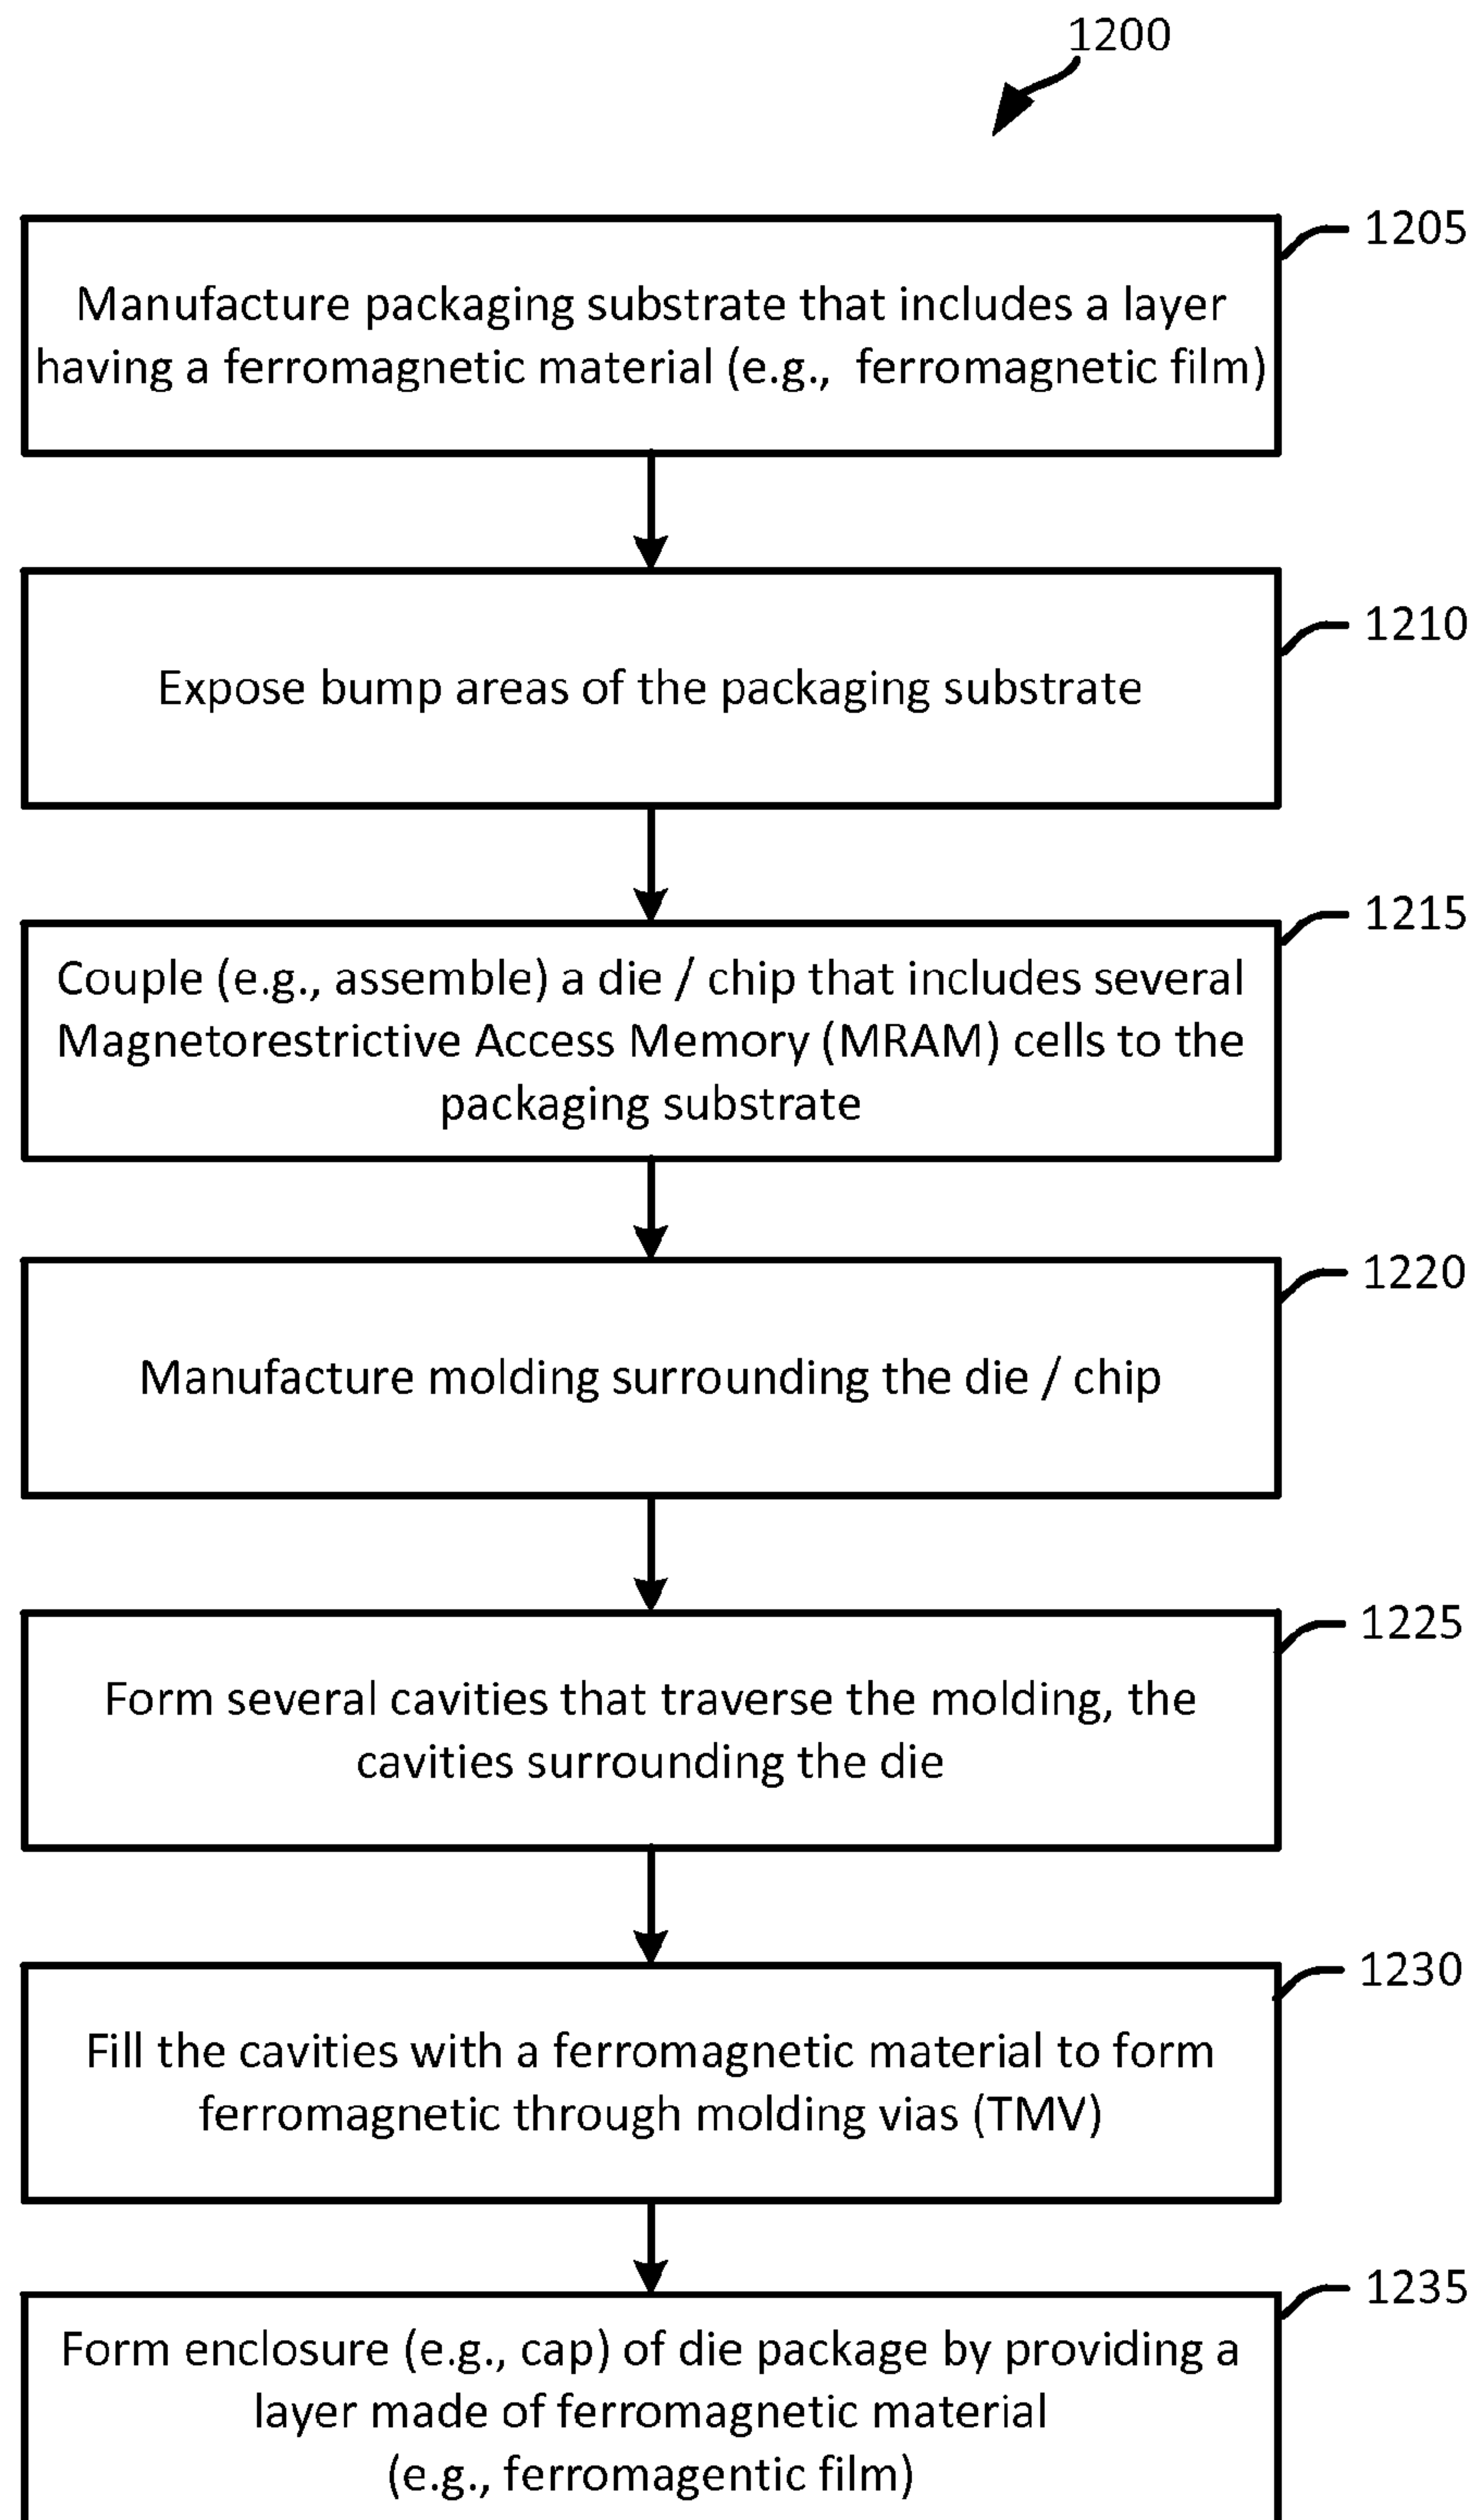 1200
1205
Manufacture packaging substrate that includes a layer
having a ferromagnetic material (e.g., ferromagnetic film)
1210
Expose bump areas of the packaging substrate
1215
Couple (e.g., assemble) a die / chip that includes several
Magnetorestrictive Access Memory (MRAM) cells to the
packaging substrate
1220
Manufacture molding surrounding the die / chip
1225
Form several cavities that traverse the molding, the
cavities surrounding the die
1230
Fill the cavities with a ferromagnetic material to form
ferromagnetic through molding vias (TMV)
1235
Form enclosure (e.g., cap) of die package by providing a
layer made of ferromagnetic material
(e.g., ferromagentic film)